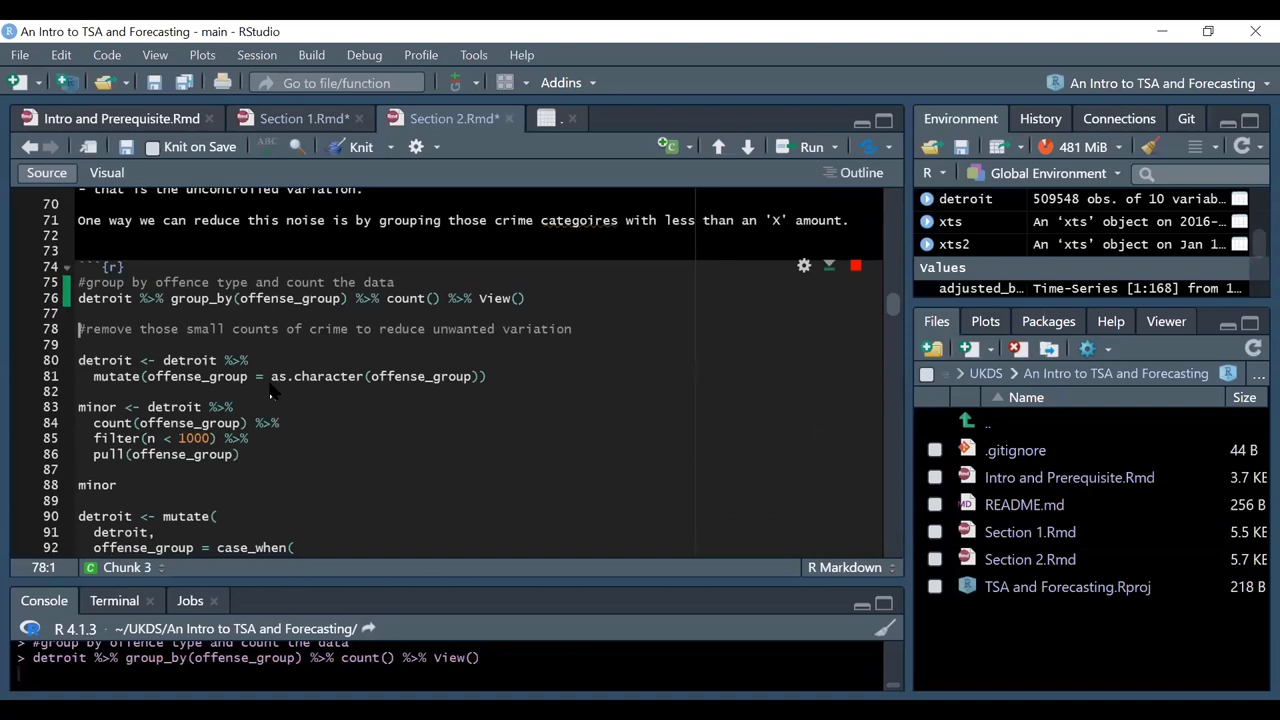 An Intro to TSA and Forecasting - main - RStudio
File Edit Code View Plots Session Build Debug Profile Tools Help
Go to file/function Addins An Intro to TSA and Forecasting
Intro and Prerequisite.Rmd Section 1.Rmd* Section 2.Rmd* .
Knit on Save ABC Knit Run
Source Visual Outline
- that is the uncontrolled variation.
70
71 One way we can reduce this noise is by grouping those crime categoires with less than an 'X' amount.
72
73
74 ```{r}
75 #group by offence type and count the data
76 detroit %>% group_by(offense_group) %>% count() %>% View()
77
78 #remove those small counts of crime to reduce unwanted variation
79
80 detroit <- detroit %>%
81 mutate(offense_group = as.character(offense_group))
82
83 minor <- detroit %>%
84 count(offense_group) %>%
85 filter(n < 1000) %>%
86 pull(offense_group)
87
88 minor
89
90 detroit <- mutate(
91 detroit,
92 offense_group = case_when(
78:1 C Chunk 3 R Markdown
Console Terminal Jobs
R 4.1.3 · ~/UKDS/An Intro to TSA and Forecasting/
> #group by offence type and count the data
> detroit %>% group_by(offense_group) %>% count() %>% View()
Environment History Connections Git
481 MiB
R Global Environment
detroit 509548 obs. of 10 variab...
xts An ‘xts’ object on 2016-...
xts2 An ‘xts’ object on Jan 1...
Values
adjusted_b... Time-Series [1:168] from 1...
Files Plots Packages Help Viewer
UKDS An Intro to TSA and Forecasting ...
Name Size
..
.gitignore 44 B
Intro and Prerequisite.Rmd 3.7 KE
README.md 256 B
Section 1.Rmd 5.5 KE
Section 2.Rmd 5.7 KE
TSA and Forecasting.Rproj 218 B